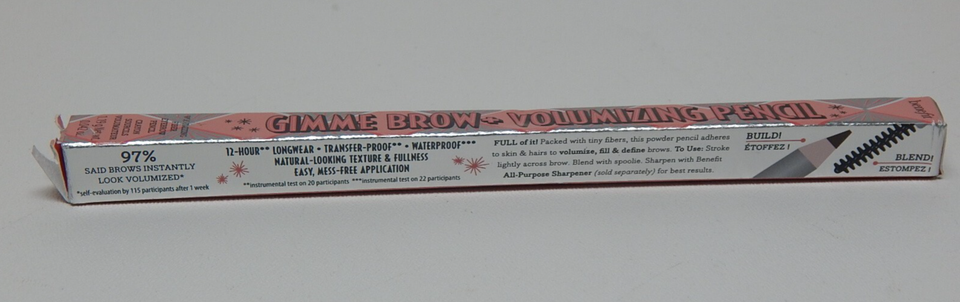 GIMME BROW+ VOLUMIZING PENCIL
benefit
97%
SAID BROWS INSTANTLY
LOOK VOLUMIZED*
*self-evaluation by 115 participants after 1 week
12-HOUR** LONGWEAR • TRANSFER-PROOF** • WATERPROOF***
NATURAL-LOOKING TEXTURE & FULLNESS
EASY, MESS-FREE APPLICATION
**instrumental test on 20 participants ***instrumental test on 22 participants
FULL of it! Packed with tiny fibers, this powder pencil adheres
to skin & hairs to volumize, fill & define brows. To Use: Stroke
lightly across brow. Blend with spoolie. Sharpen with Benefit
All-Purpose Sharpener (sold separately) for best results.
BUILD!
ÉTOFFEZ !
BLEND!
ESTOMPEZ !